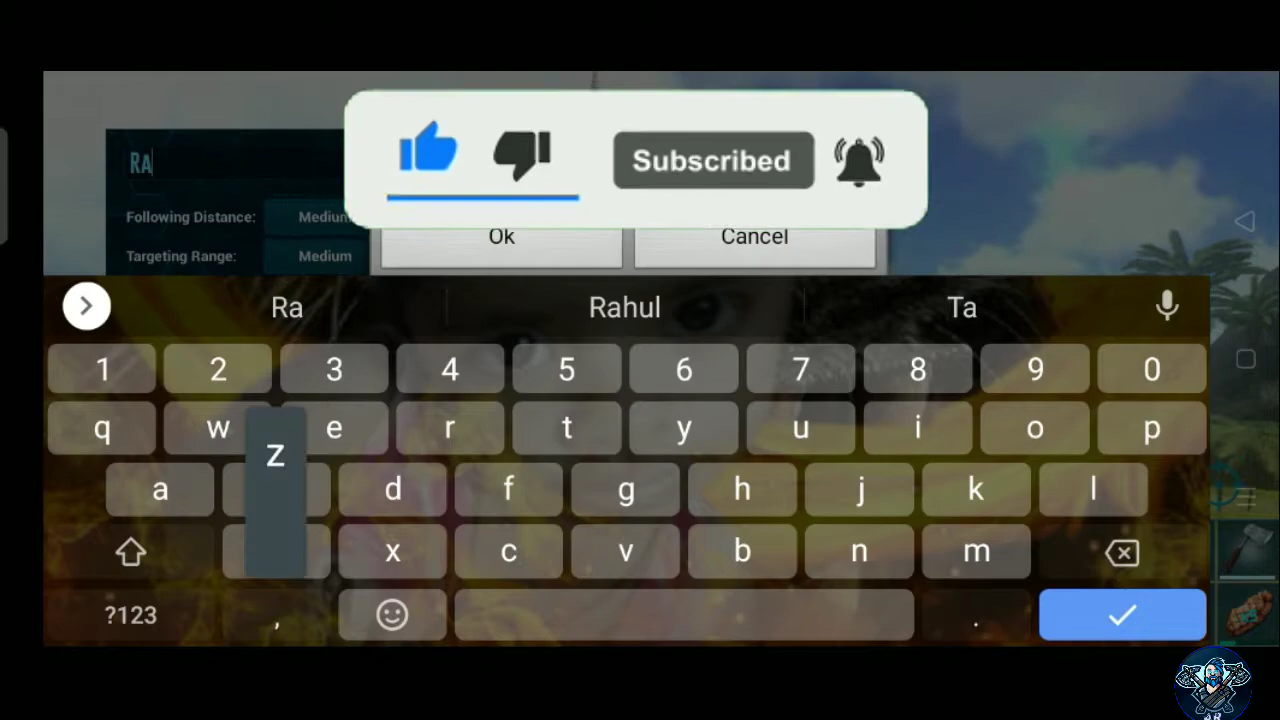 Subscribed
RA
Following Distance: Medium
Targeting Range: Medium
Ok Cancel
Ra Rahul Ta
1 2 3 4 5 6 7 8 9 0
q w e r t y u i o p
z
a d f g h j k l
x c v b n m
?123 , .
AR